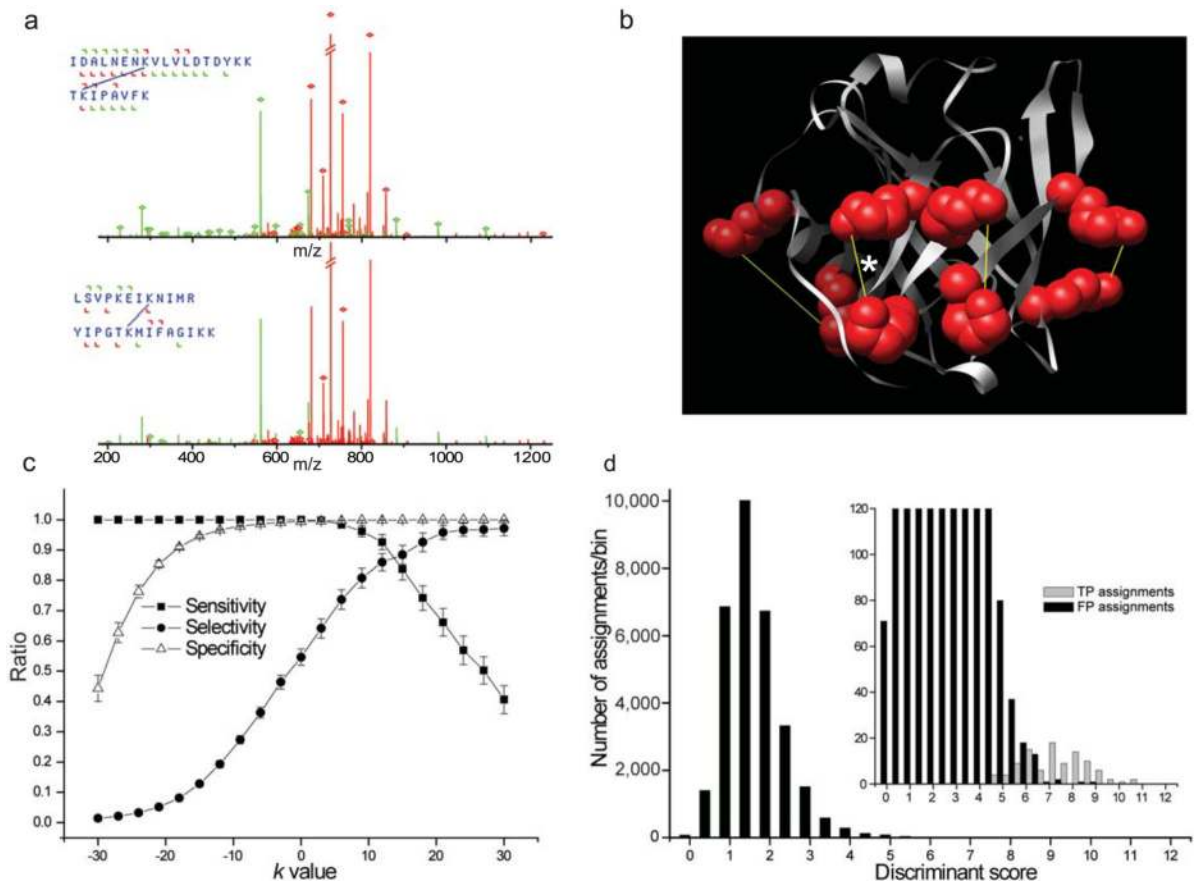 a
IDALNENKVLVLDTDYKK
TKIPAVFK
m/z
LSVPKEIKNIMR
YIPGTKMIFAGIKK
200 400 600 800 1000 1200
m/z
b
*
c
1.0
0.9
0.8
0.7
0.6
0.5
0.4
0.3
0.2
0.1
0.0
Ratio
Sensitivity
Selectivity
Specificity
-30 -20 -10 0 10 20 30
k value
d
10,000
8,000
6,000
4,000
2,000
0
Number of assignments/bin
120
100
80
60
40
20
0
TP assignments
FP assignments
0 1 2 3 4 5 6 7 8 9 10 11 12
0 1 2 3 4 5 6 7 8 9 10 11 12
Discriminant score